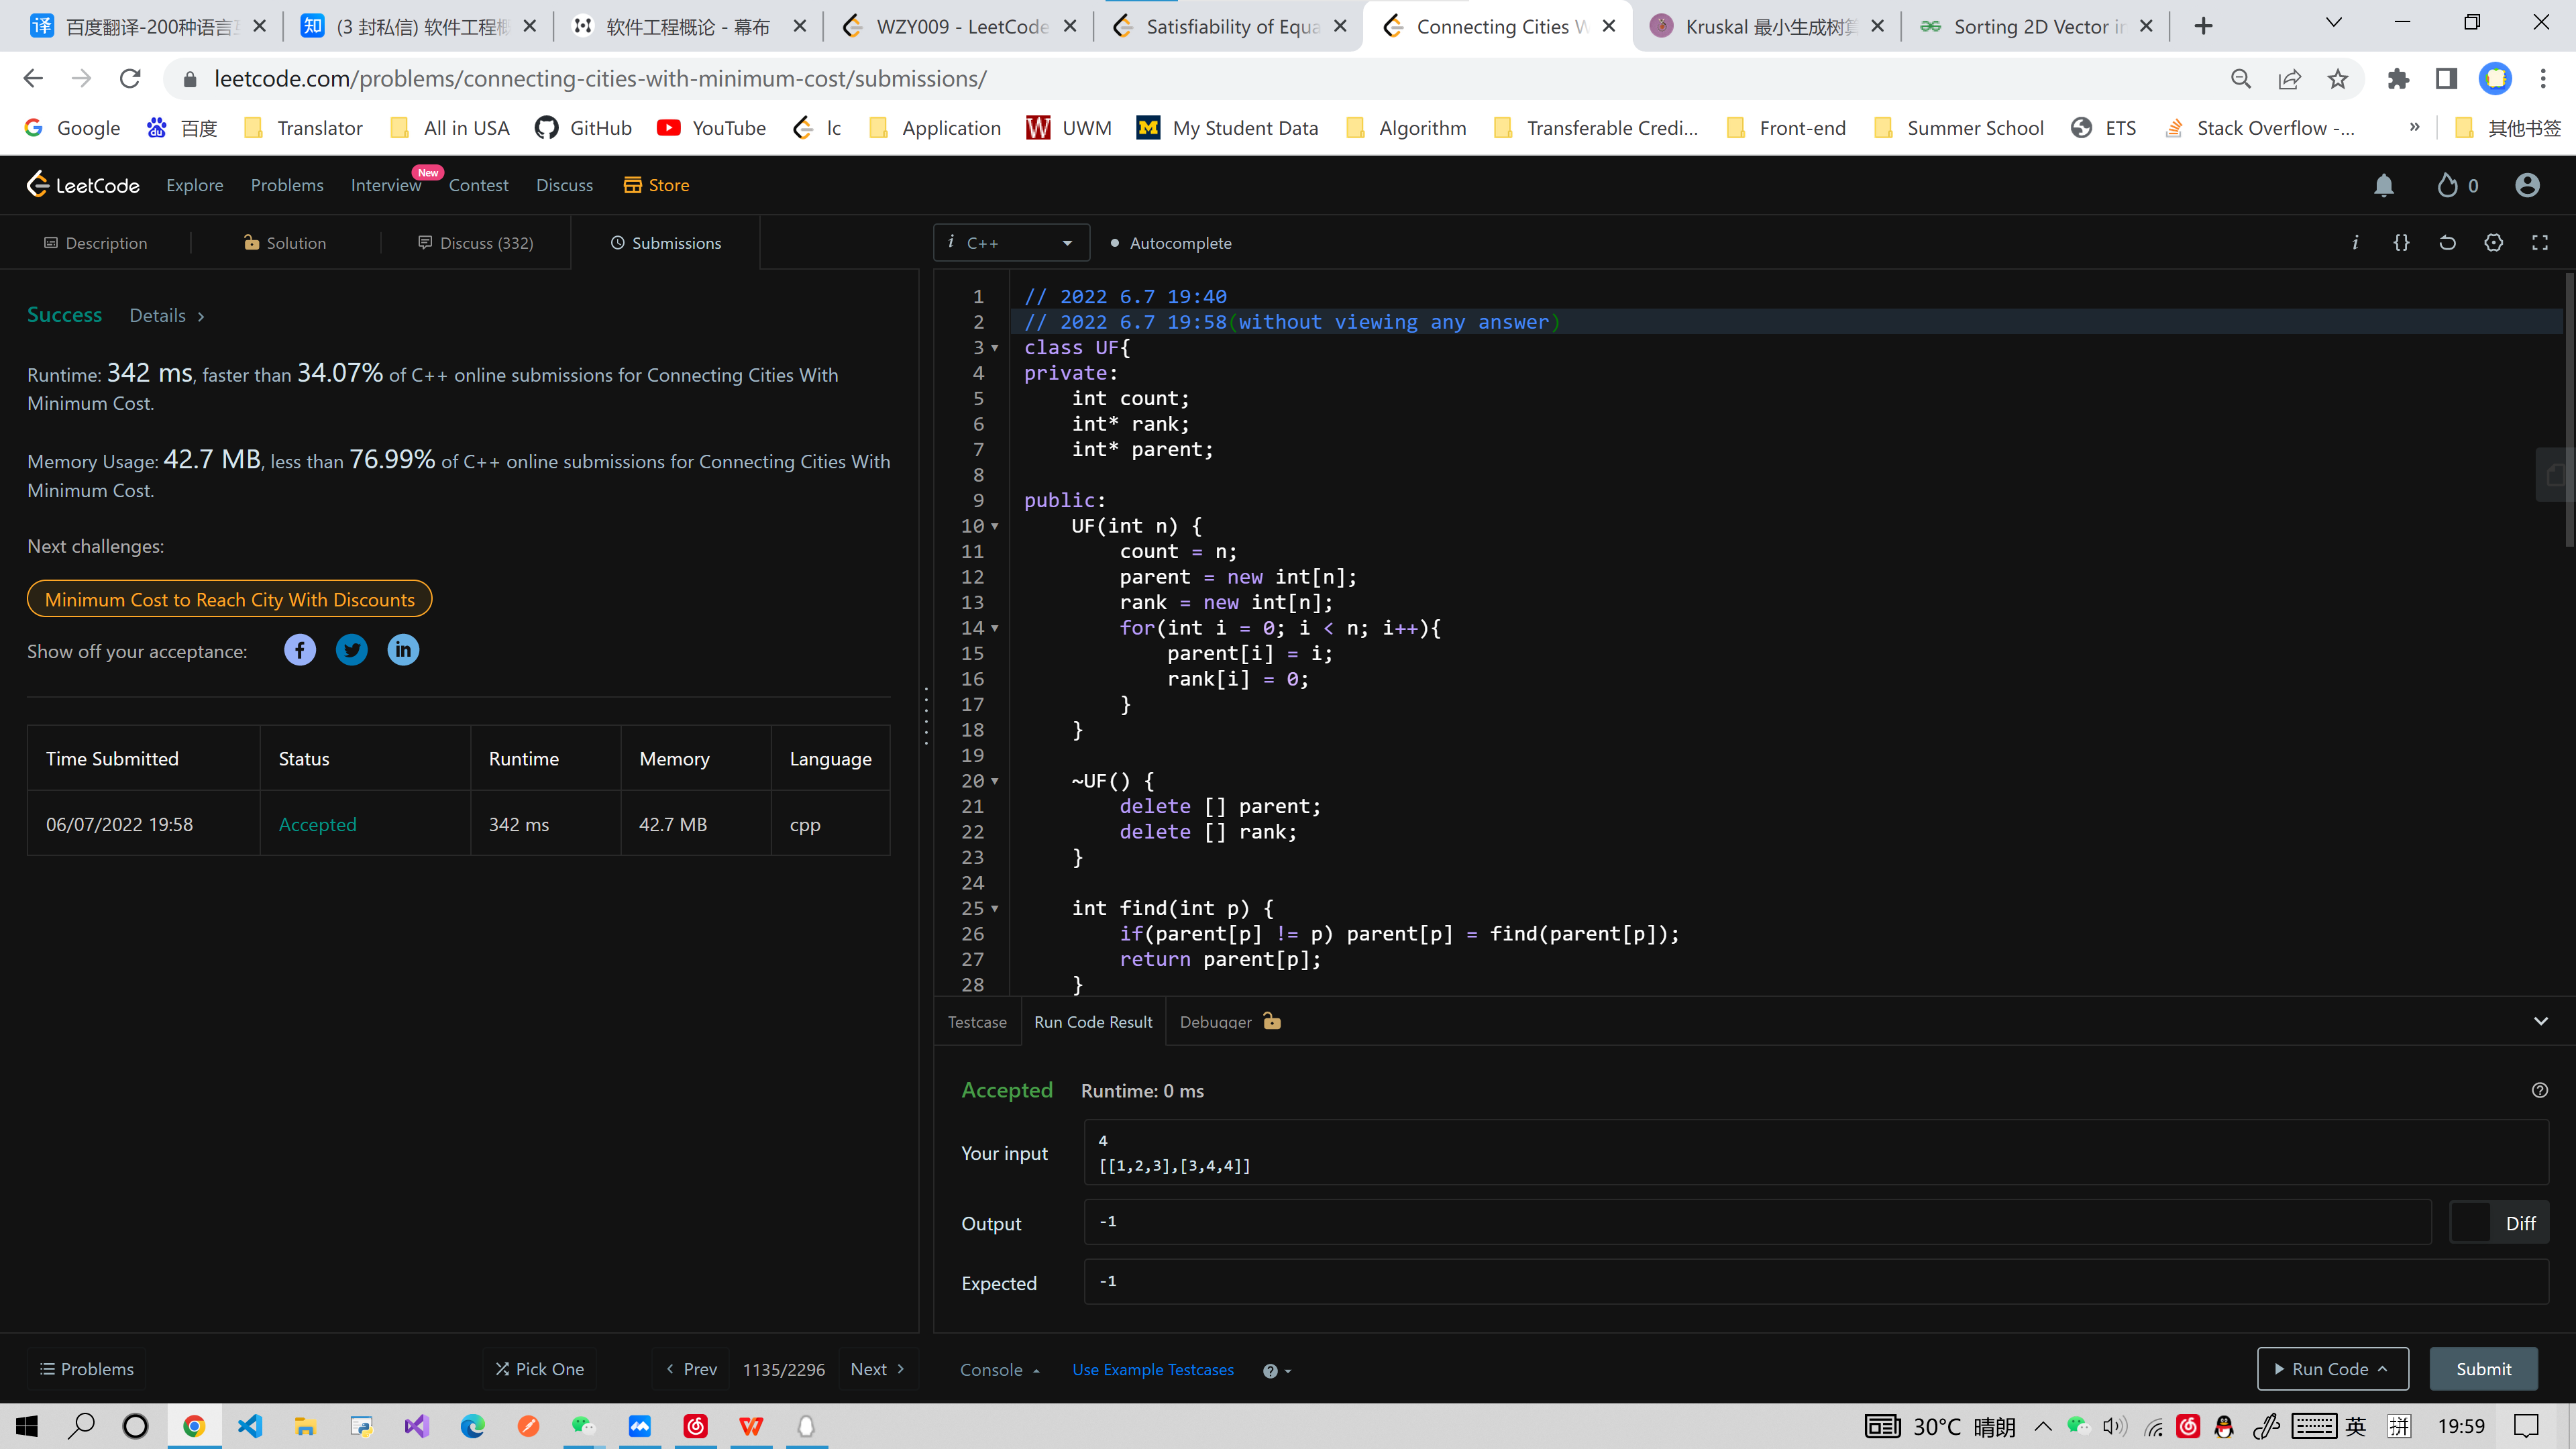 百度翻译-200种语言互
(3 封私信) 软件工程概
软件工程概论 - 幕布
WZY009 - LeetCode
Satisfiability of Equa
Connecting Cities W
Kruskal 最小生成树算
Sorting 2D Vector in
leetcode.com/problems/connecting-cities-with-minimum-cost/submissions/
Google 百度 Translator All in USA GitHub YouTube lc Application UWM My Student Data Algorithm Transferable Credi... Front-end Summer School ETS Stack Overflow -... » 其他书签
LeetCode Explore Problems Interview New Contest Discuss Store 0
Description Solution Discuss (332) Submissions
i C++ Autocomplete
Success Details >
Runtime: 342 ms, faster than 34.07% of C++ online submissions for Connecting Cities With
Minimum Cost.
Memory Usage: 42.7 MB, less than 76.99% of C++ online submissions for Connecting Cities With
Minimum Cost.
Next challenges:
Minimum Cost to Reach City With Discounts
Show off your acceptance:
Time Submitted Status Runtime Memory Language
06/07/2022 19:58 Accepted 342 ms 42.7 MB cpp
1 // 2022 6.7 19:40
2 // 2022 6.7 19:58(without viewing any answer)
3 class UF{
4 private:
5 int count;
6 int* rank;
7 int* parent;
8
9 public:
10 UF(int n) {
11 count = n;
12 parent = new int[n];
13 rank = new int[n];
14 for(int i = 0; i < n; i++){
15 parent[i] = i;
16 rank[i] = 0;
17 }
18 }
19
20 ~UF() {
21 delete [] parent;
22 delete [] rank;
23 }
24
25 int find(int p) {
26 if(parent[p] != p) parent[p] = find(parent[p]);
27 return parent[p];
28 }
Testcase Run Code Result Debugger
Accepted Runtime: 0 ms
Your input
4
[[1,2,3],[3,4,4]]
Output -1 Diff
Expected -1
Problems Pick One Prev 1135/2296 Next Console Use Example Testcases Run Code Submit
30°C 晴朗 英 拼 19:59